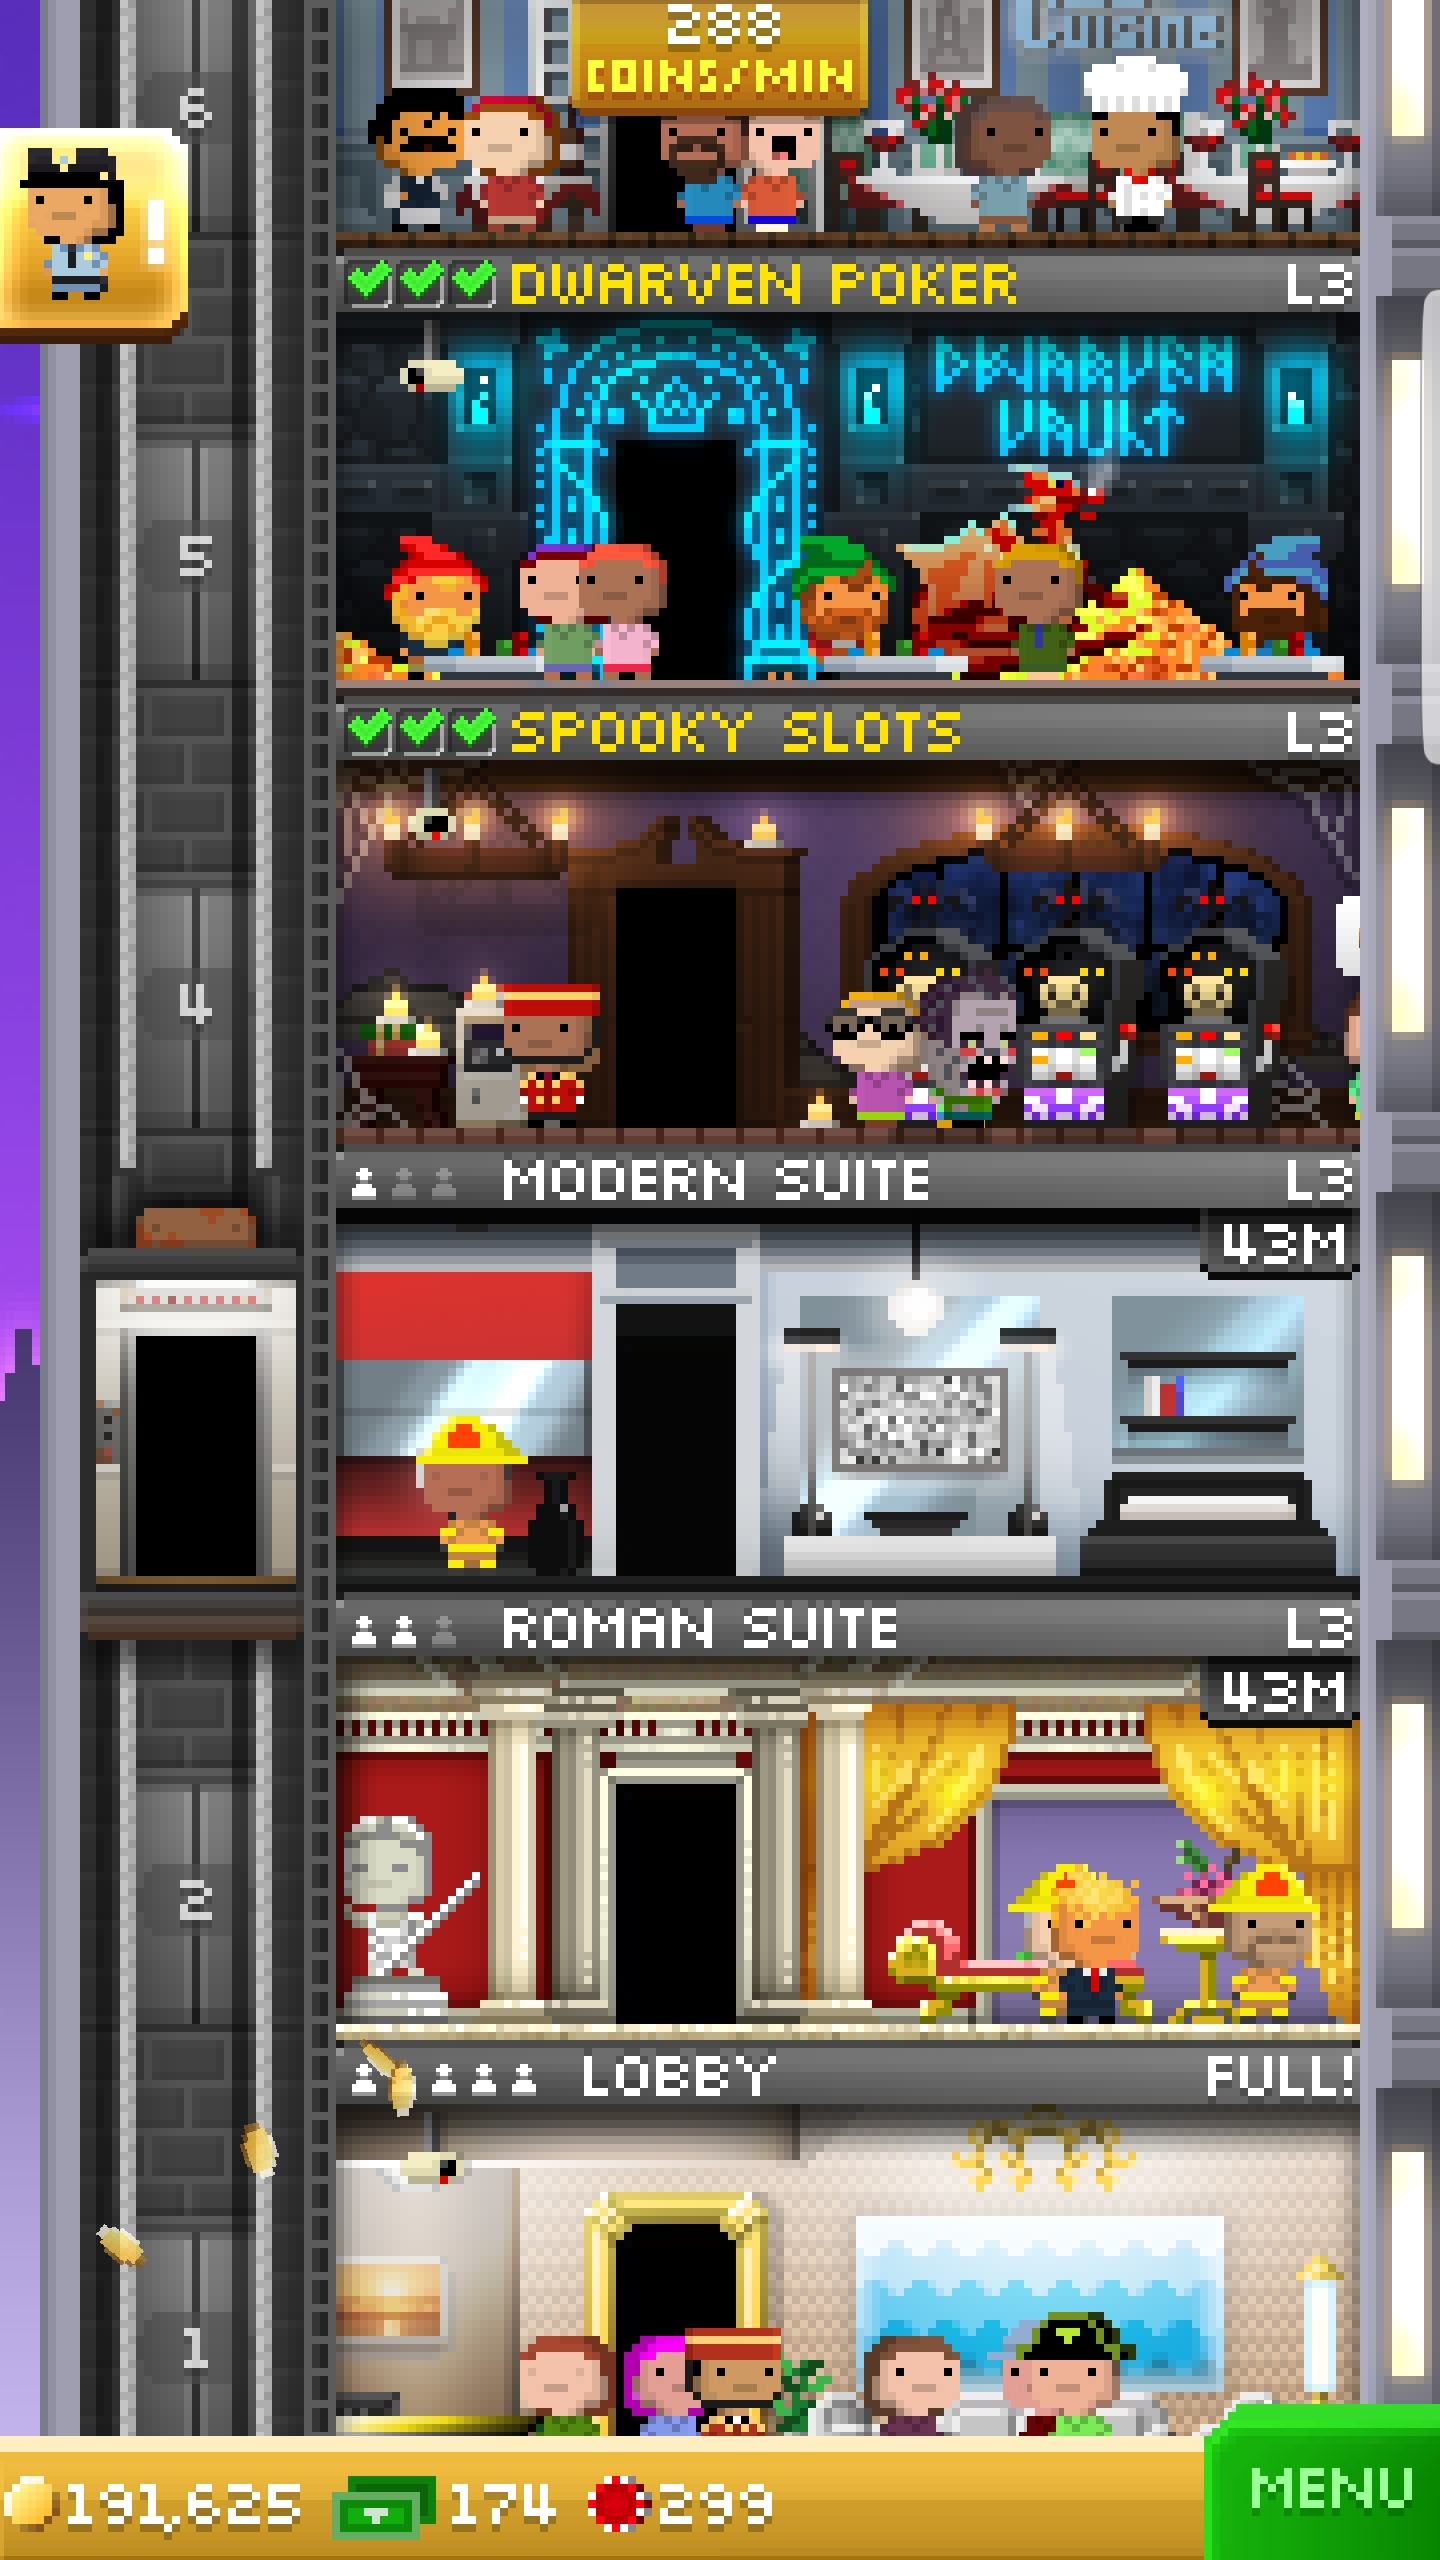 Cuisine
288
COINS/MIN
6
!
DWARVEN POKER L3
DWARVEN
VAULT
5
SPOOKY SLOTS L3
4
MODERN SUITE L3
43M
ROMAN SUITE L3
43M
2
LOBBY FULL!
1
191,625 174 299
MENU